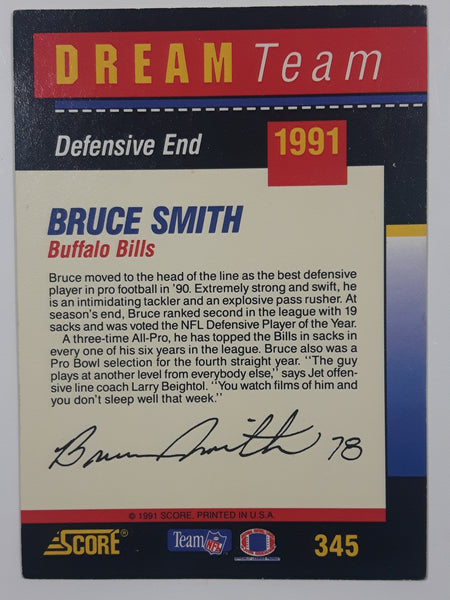 DREAM Team
Defensive End
1991
BRUCE SMITH
Buffalo Bills
Bruce moved to the head of the line as the best defensive
player in pro football in '90. Extremely strong and swift, he
is an intimidating tackler and an explosive pass rusher. At
season's end, Bruce ranked second in the league with 19
sacks and was voted the NFL Defensive Player of the Year.
A three-time All-Pro, he has topped the Bills in sacks in
every one of his six years in the league. Bruce also was a
Pro Bowl selection for the fourth straight year. "The guy
plays at another level from everybody else," says Jet offen-
sive line coach Larry Beightol. "You watch films of him and
you don't sleep well that week."
Bruce Smith 78
© 1991 SCORE, PRINTED IN U.S.A.
SCORE
Team NFL
345